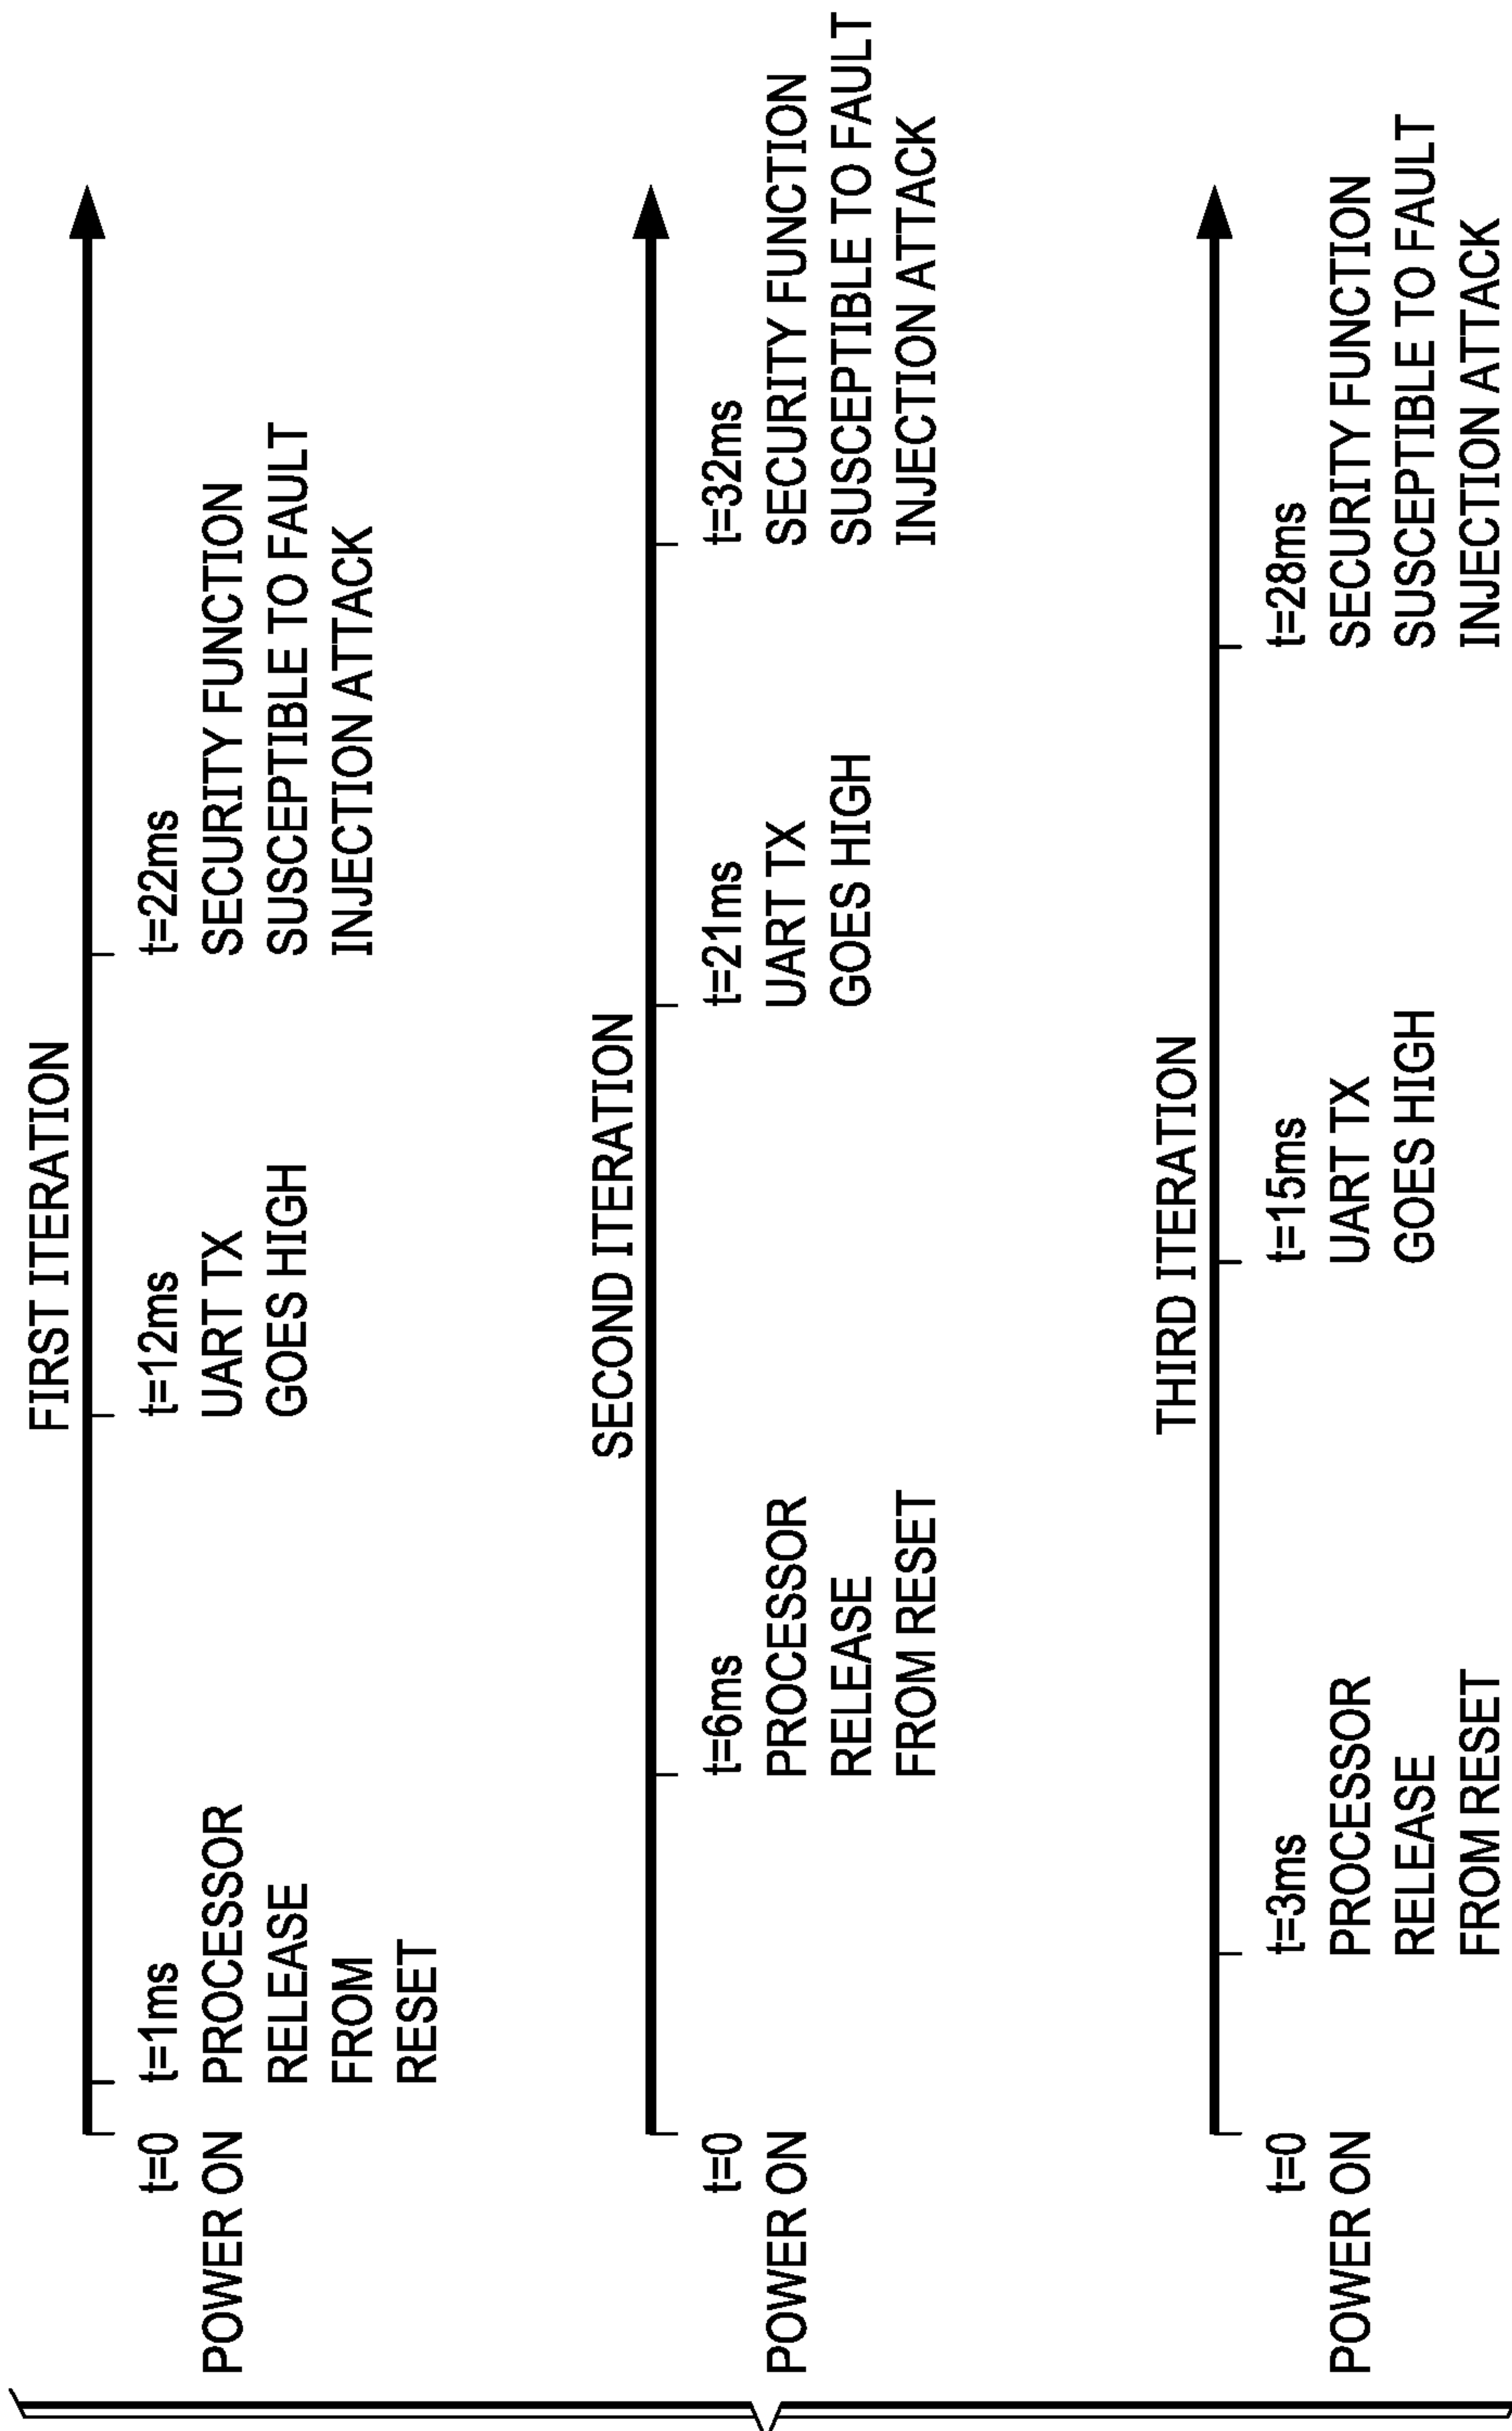 FIRST ITERATION
t=0
POWER ON
t=1ms
PROCESSOR
RELEASE
FROM
RESET
t=12ms
UART TX
GOES HIGH
t=22ms
SECURITY FUNCTION
SUSCEPTIBLE TO FAULT
INJECTION ATTACK
SECOND ITERATION
t=0
POWER ON
t=6ms
PROCESSOR
RELEASE
FROM RESET
t=21ms
UART TX
GOES HIGH
t=32ms
SECURITY FUNCTION
SUSCEPTIBLE TO FAULT
INJECTION ATTACK
THIRD ITERATION
t=0
POWER ON
t=3ms
PROCESSOR
RELEASE
FROM RESET
t=15ms
UART TX
GOES HIGH
t=28ms
SECURITY FUNCTION
SUSCEPTIBLE TO FAULT
INJECTION ATTACK